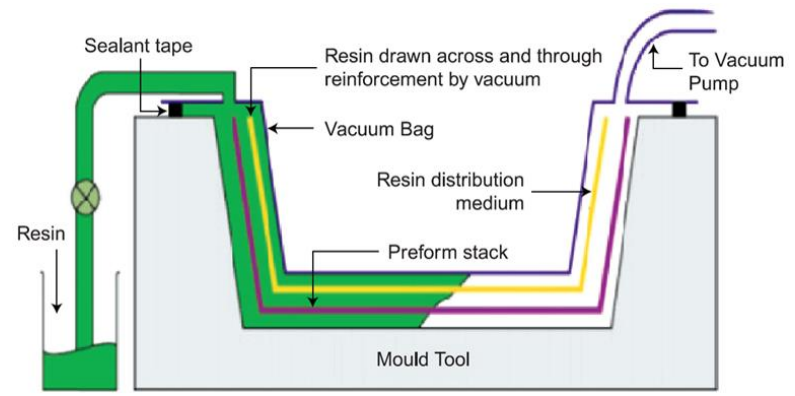 Sealant tape
Resin drawn across and through
reinforcement by vacuum
To Vacuum
Pump
Vacuum Bag
Resin distribution
medium
Resin
Preform stack
Mould Tool